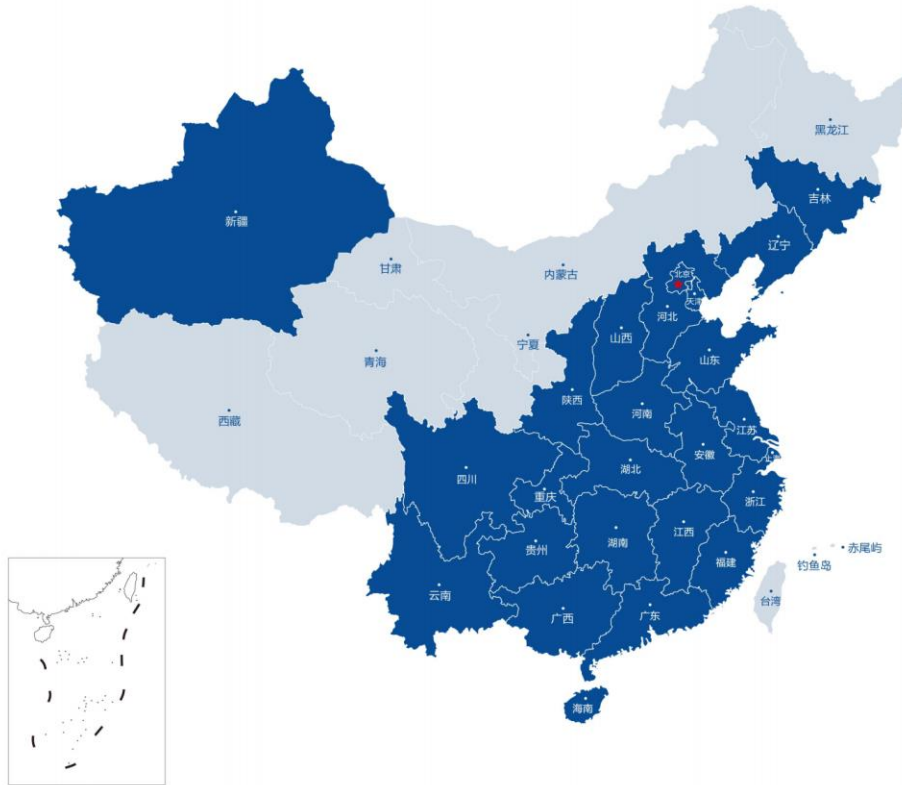 黑龙江
吉林
新疆
辽宁
甘肃
内蒙古
北京
天津
河北
宁夏
山西
青海
山东
陕西
西藏
河南
江苏
安徽
湖北
四川
重庆
浙江
江西
湖南
贵州
赤尾屿
钓鱼岛
福建
云南
台湾
广西
广东
海南